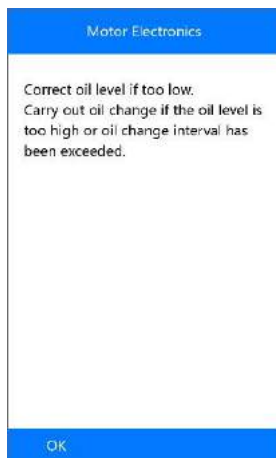 Motor Electronics
Correct oil level if too low.
Carry out oil change if the oil level is
too high or oil change interval has
been exceeded.
OK